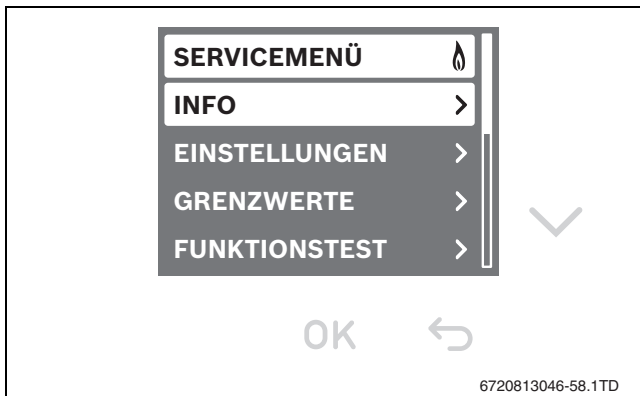 SERVICEMENÜ
INFO
EINSTELLUNGEN
GRENZWERTE
FUNKTIONSTEST
OK
6720813046-58.1TD